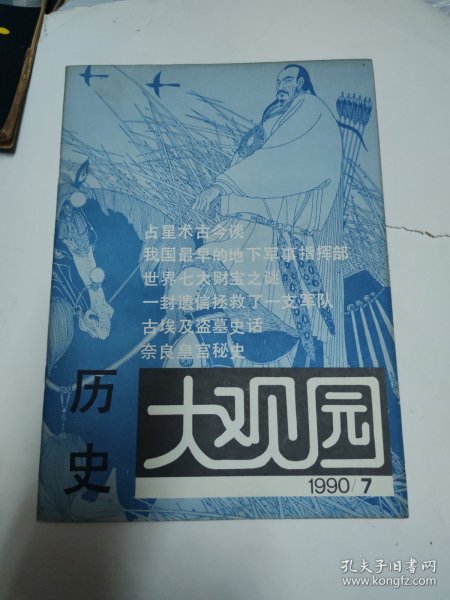 占星术古今谈
我国最早的地下军事指挥部
世界七大财宝之谜
一封遗信拯救了一支军队
古埃及盗墓史话
奈良皇宫秘史
历史
大观园
1990/7
孔夫子旧书网
www.kongfz.com